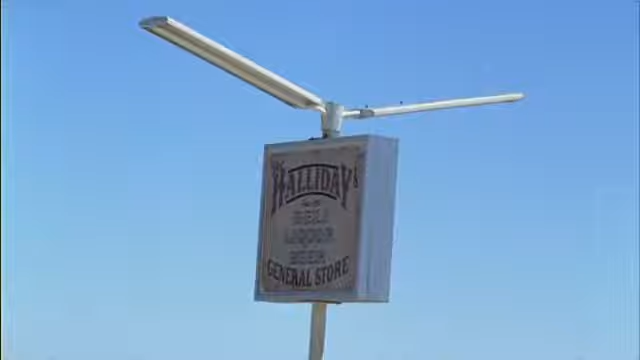 HALLIDAY'S
DELI
LIQUOR
BEER
GENERAL STORE